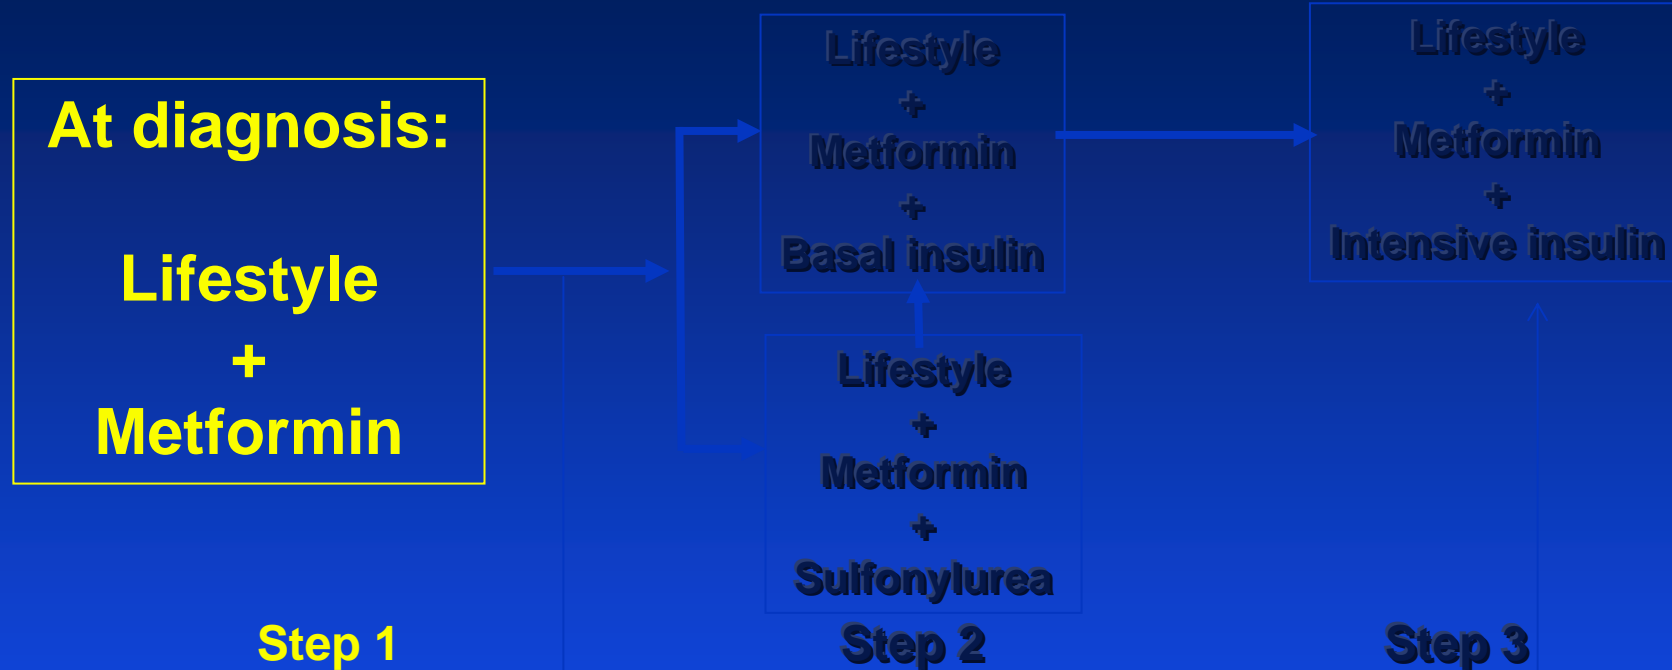 At diagnosis:
Lifestyle
+
Metformin
Step 1
Lifestyle
+
Metformin
+
Basal insulin
Lifestyle
+
Metformin
+
Sulfonylurea
Step 2
Lifestyle
+
Metformin
+
Intensive insulin
Step 3